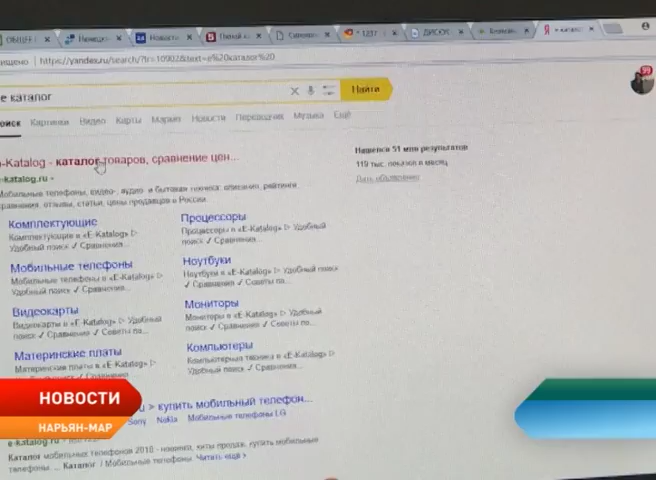 https://yandex.ru/search/?lr=10902&text=e%20каталог%20
е каталог
Найти
Картинки Видео Карты Маркет Новости Переводчик Музыка Ещё
-Katalog - каталог товаров, сравнение цен...
-katalog.ru
Нашелся 51 млн результатов
119 тыс. показов в месяц
Дать объявление
Мобильные телефоны, видео-, аудио- и бытовая техника: описания, рейтинги
отзывы, статьи, цены продавцов в России.
Комплектующие
Комплектующие в «E-Katalog» ▷
Удобный поиск ✓ Сравнения...
Процессоры
Процессоры в «E-Katalog» ▷ Удобный
поиск ✓ Сравнения...
Мобильные телефоны
Мобильные телефоны в «E-Katalog» ▷
Удобный поиск ✓ Сравнения...
Ноутбуки
Ноутбуки в «E-Katalog» ▷ Удобный поиск
✓ Сравнения ✓ Советы по...
Видеокарты
Видеокарты в «E-Katalog» ▷ Удобный
поиск ✓ Сравнения ✓ Советы по...
Мониторы
Мониторы в «E-Katalog» ▷ Удобный
поиск ✓ Сравнения ✓ Советы по...
Материнские платы
Материнские платы в «E-Katalog» ▷
Компьютеры
Компьютерная техника в «E-Katalog» ▷
Удобный поиск ✓ Сравнения...
> купить мобильный телефон...
Sony Nokia Мобильные телефоны LG
e-katalog.ru
Каталог мобильных телефонов 2018 - новинки, хиты продаж, купить мобильные
телефоны. ... Каталог | Мобильные телефоны. Читать ещё >
НОВОСТИ
НАРЬЯН-МАР